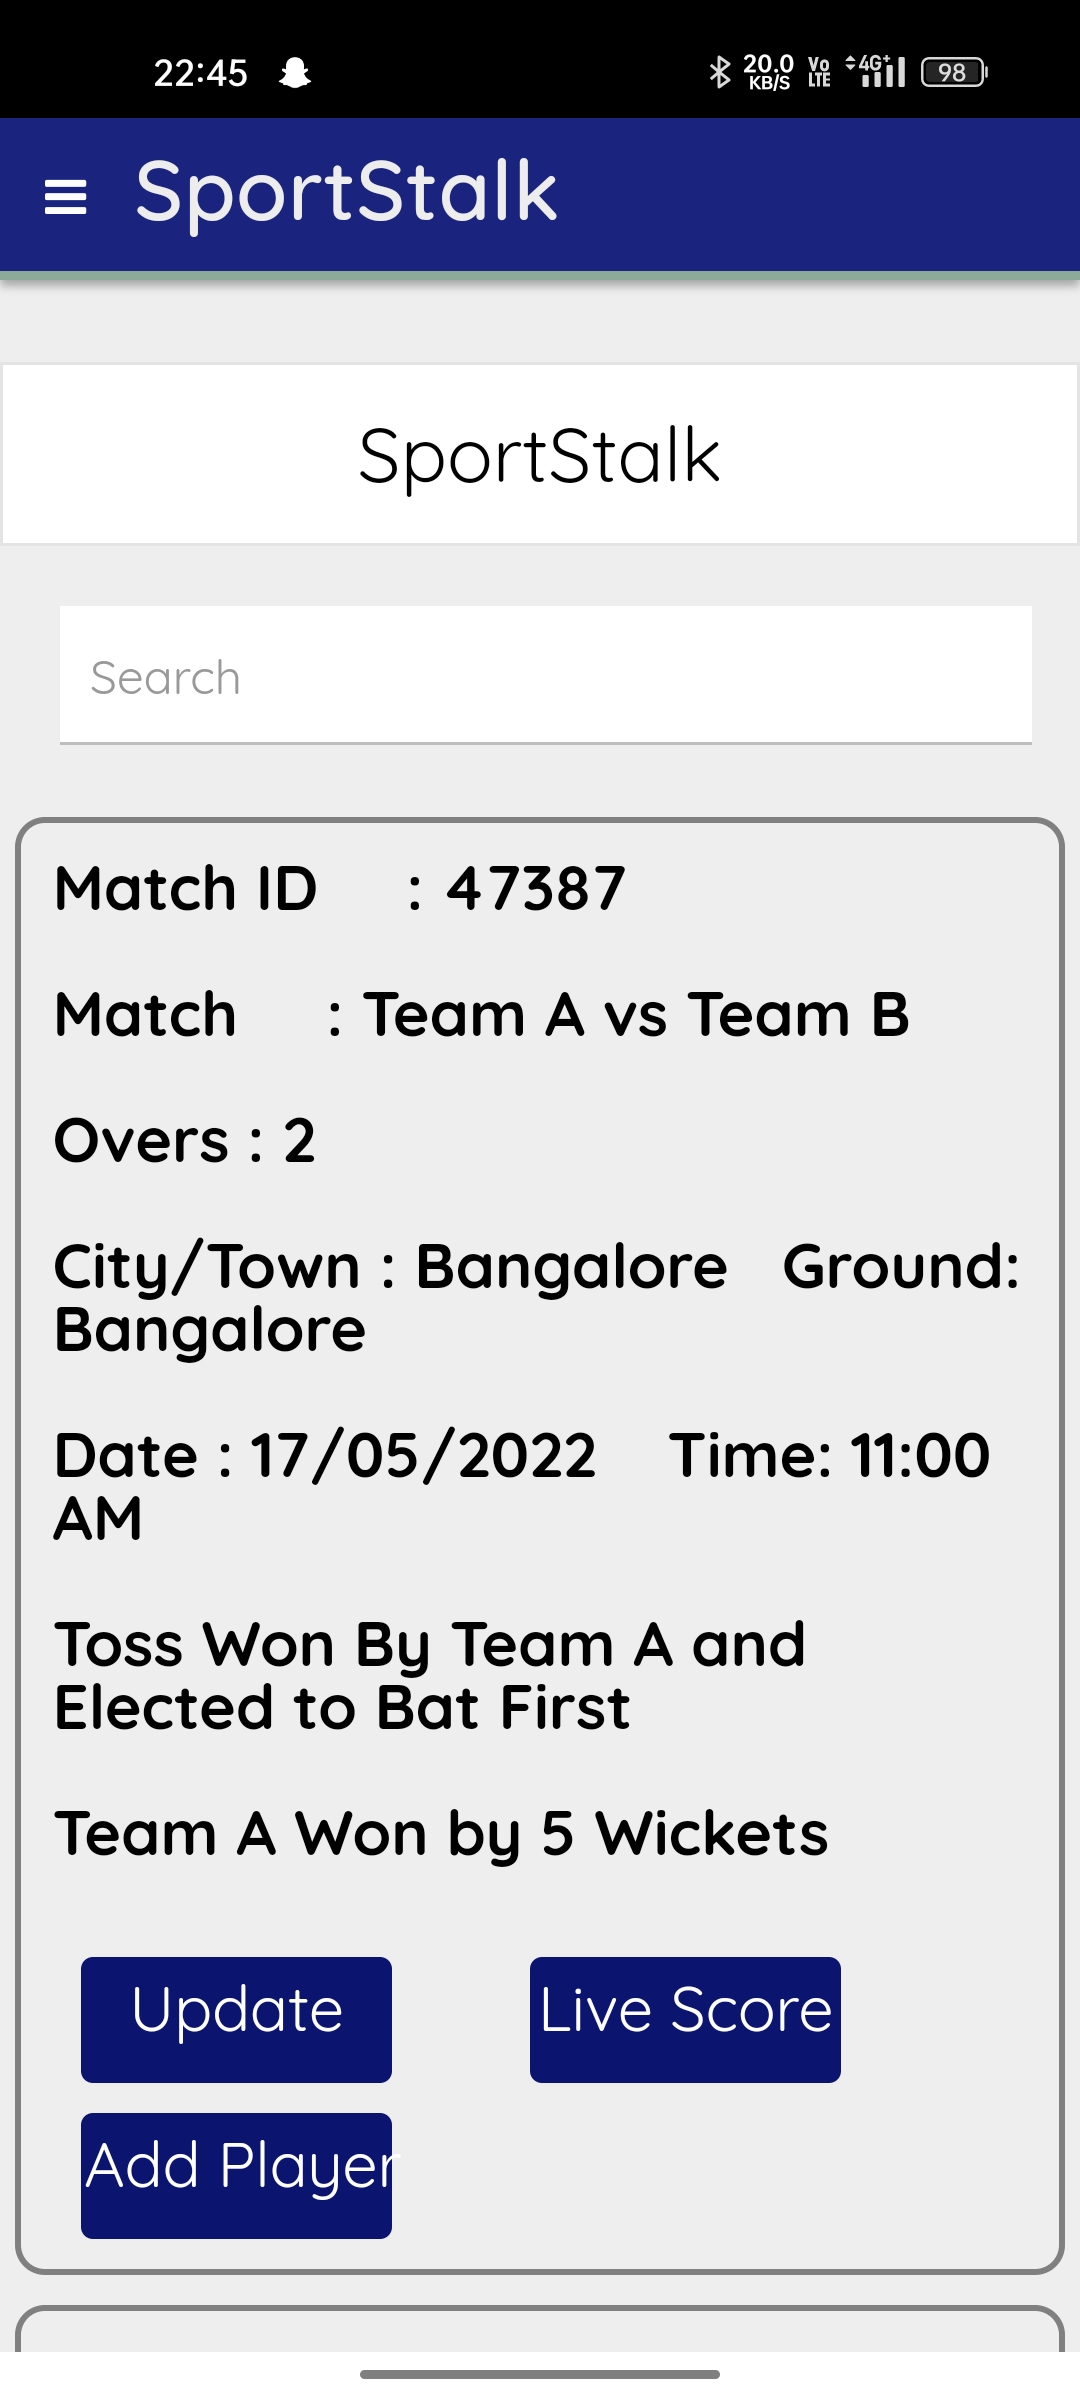 22:45
20.0 KB/S Vo LTE 4G+ 98
SportStalk
SportStalk
Search
Match ID : 47387
Match : Team A vs Team B
Overs : 2
City/Town : Bangalore Ground:
Bangalore
Date : 17/05/2022 Time: 11:00
AM
Toss Won By Team A and
Elected to Bat First
Team A Won by 5 Wickets
Update Live Score
Add Player